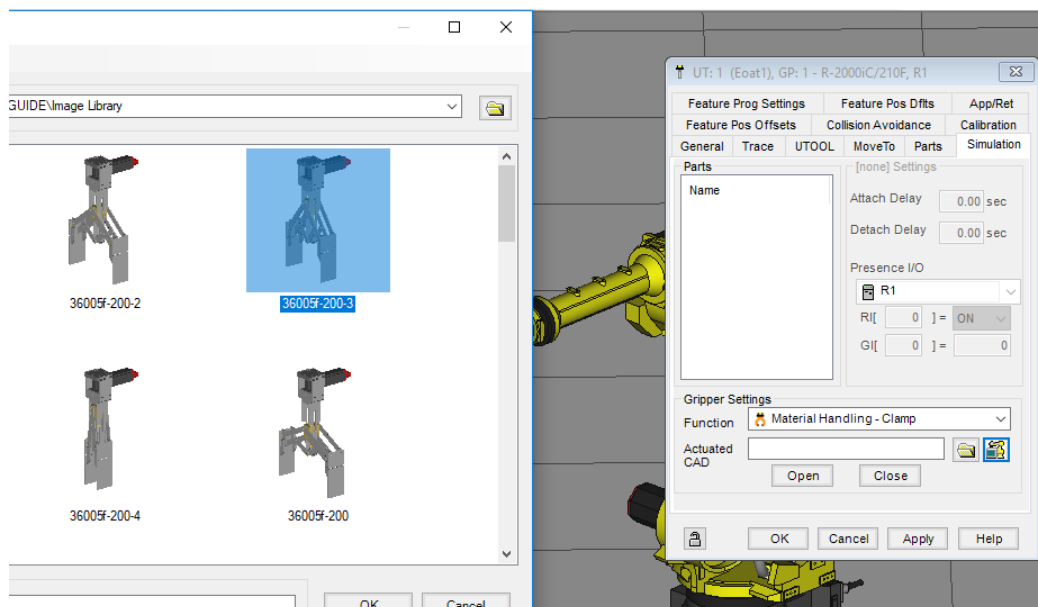 GUIDE\Image Library
36005f-200-2
36005f-200-3
36005f-200-4
36005f-200
OK
Cancel
UT: 1 (Eoat1), GP: 1 - R-2000iC/210F, R1
Feature Prog Settings
Feature Pos Dflts
App/Ret
Feature Pos Offsets
Collision Avoidance
Calibration
General
Trace
UTOOL
MoveTo
Parts
Simulation
Parts
Name
[none] Settings
Attach Delay
0.00 sec
Detach Delay
0.00 sec
Presence I/O
R1
RI[ 0 ] = ON
GI[ 0 ] = 0
Gripper Settings
Function
Material Handling - Clamp
Actuated
CAD
Open
Close
OK
Cancel
Apply
Help